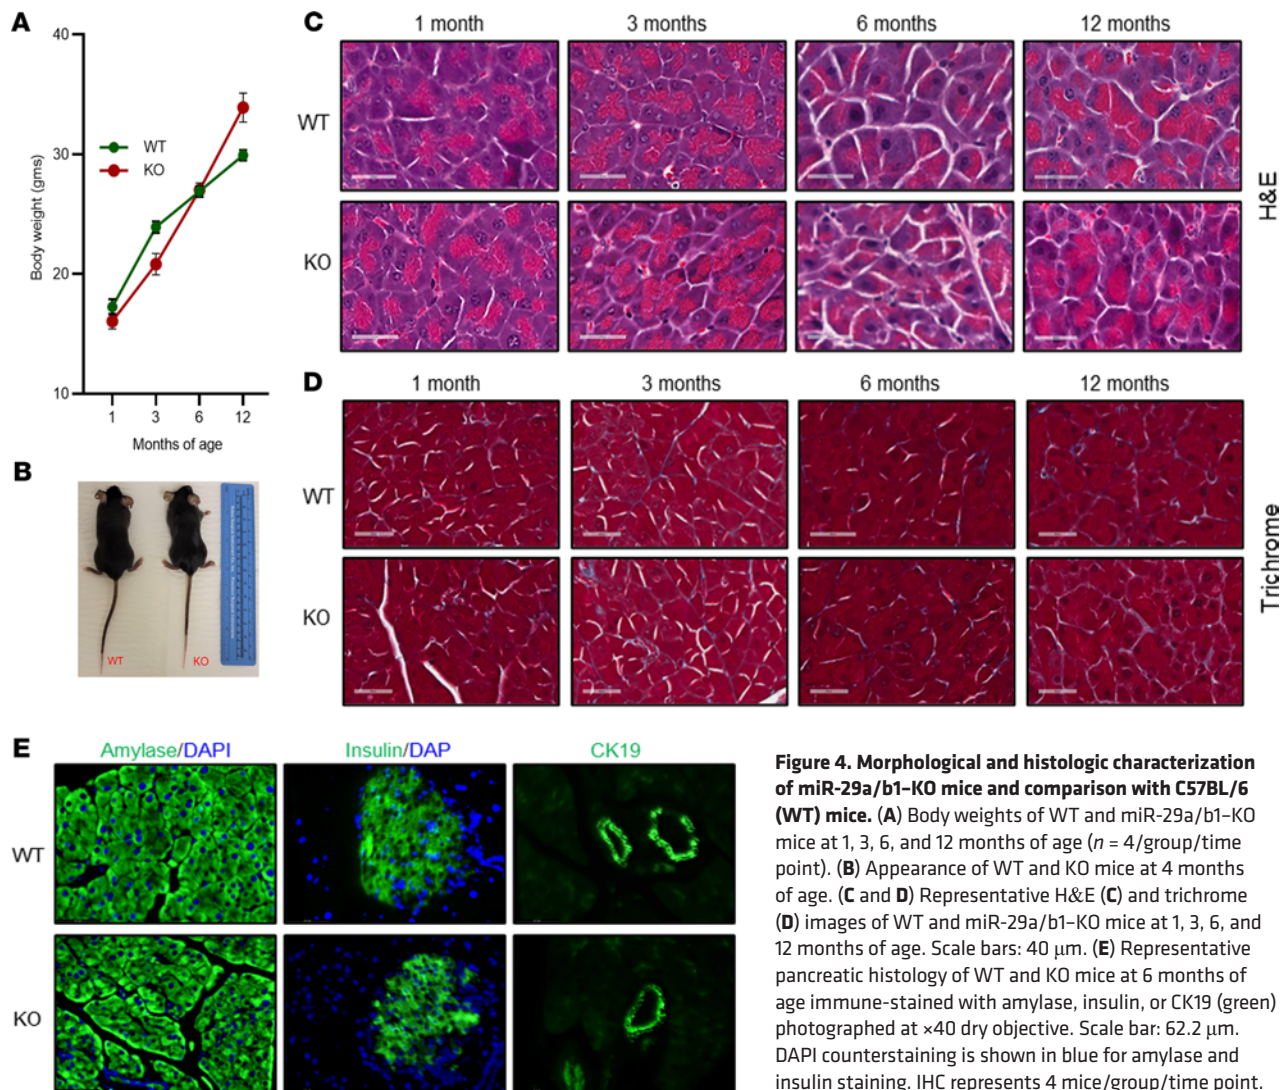 A
40
30
20
10
Body weight (gms)
WT
KO
1 3 6 12
Months of age
B
WT
KO
C
1 month 3 months 6 months 12 months
WT
KO
H&E
D
1 month 3 months 6 months 12 months
WT
KO
Trichrome
E
Amylase/DAPI Insulin/DAP CK19
WT
KO
Figure 4. Morphological and histologic characterization
of miR-29a/b1–KO mice and comparison with C57BL/6
(WT) mice. (A) Body weights of WT and miR-29a/b1–KO
mice at 1, 3, 6, and 12 months of age (n = 4/group/time
point). (B) Appearance of WT and KO mice at 4 months
of age. (C and D) Representative H&E (C) and trichrome
(D) images of WT and miR-29a/b1–KO mice at 1, 3, 6, and
12 months of age. Scale bars: 40 μm. (E) Representative
pancreatic histology of WT and KO mice at 6 months of
age immune-stained with amylase, insulin, or CK19 (green)
photographed at ×40 dry objective. Scale bar: 62.2 μm.
DAPI counterstaining is shown in blue for amylase and
insulin staining. IHC represents 4 mice/group/time point.